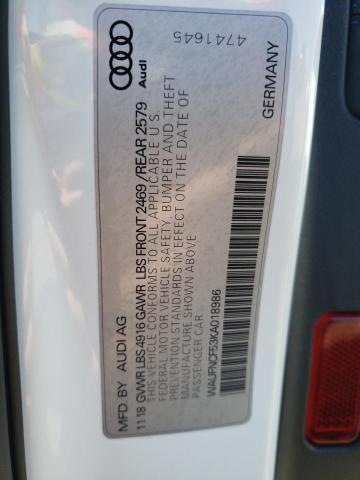 Audi
4741645
MFD. BY AUDI AG
GERMANY
11 18 GVWR LBS 4916 GAWR LBS FRONT 2469 /REAR 2579
THIS VEHICLE CONFORMS TO ALL APPLICABLE U.S.
FEDERAL MOTOR VEHICLE SAFETY, BUMPER AND THEFT
PREVENTION STANDARDS IN EFFECT ON THE DATE OF
MANUFACTURE SHOWN ABOVE
PASSENGER CAR
WAUFNCF53KA018986